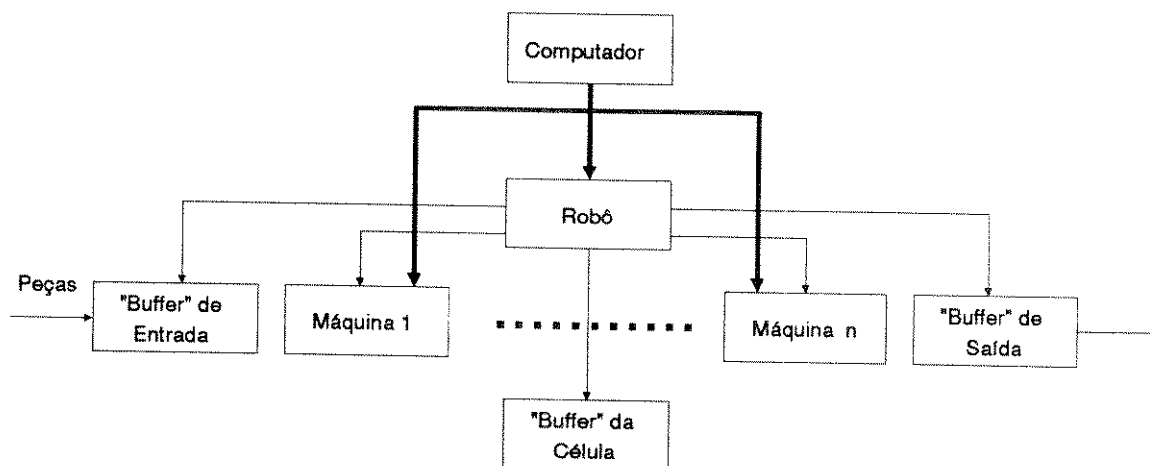 Computador
Robô
Peças
"Buffer" de
Entrada
Máquina 1
Máquina n
"Buffer" de
Saída
"Buffer" da
Célula